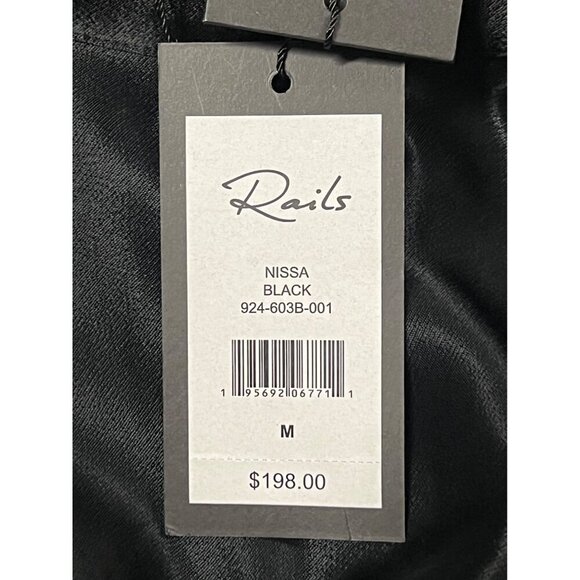 Rails
NISSA
BLACK
924-603B-001
1 95692 06771 1
M
$198.00